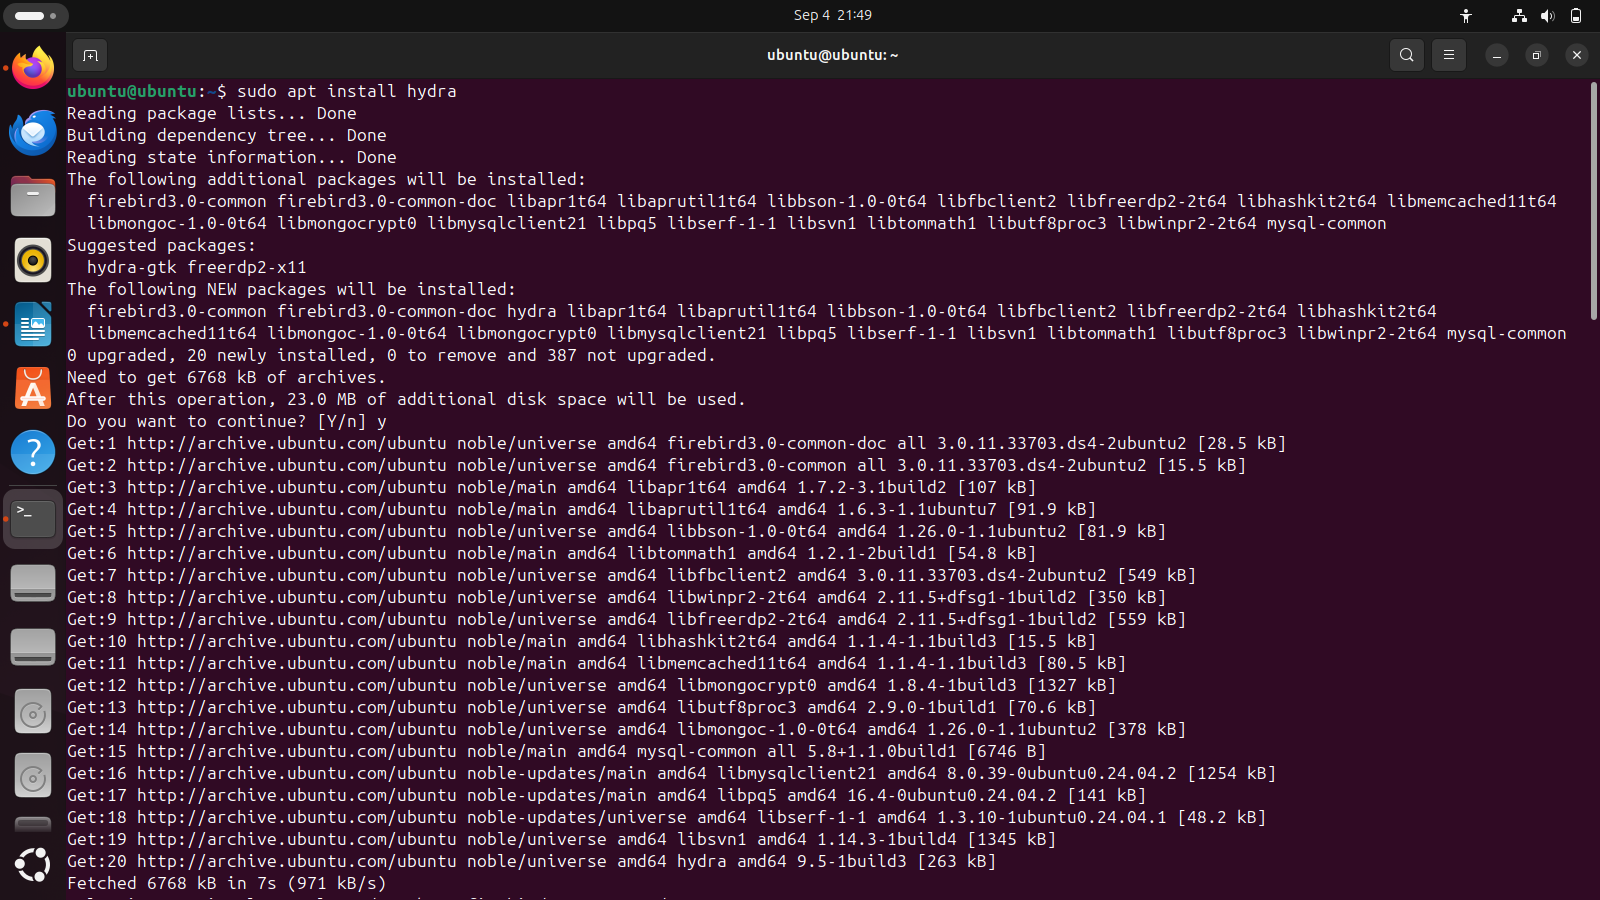 Sep 4 21:49
ubuntu@ubuntu: ~
ubuntu@ubuntu:~$ sudo apt install hydra
Reading package lists... Done
Building dependency tree... Done
Reading state information... Done
The following additional packages will be installed:
  firebird3.0-common firebird3.0-common-doc libapr1t64 libaprutil1t64 libbson-1.0-0t64 libfbclient2 libfreerdp2-2t64 libhashkit2t64 libmemcached11t64
  libmongoc-1.0-0t64 libmongocrypt0 libmysqlclient21 libpq5 libserf-1-1 libsvn1 libtommath1 libutf8proc3 libwinpr2-2t64 mysql-common
Suggested packages:
  hydra-gtk freerdp2-x11
The following NEW packages will be installed:
  firebird3.0-common firebird3.0-common-doc hydra libapr1t64 libaprutil1t64 libbson-1.0-0t64 libfbclient2 libfreerdp2-2t64 libhashkit2t64
  libmemcached11t64 libmongoc-1.0-0t64 libmongocrypt0 libmysqlclient21 libpq5 libserf-1-1 libsvn1 libtommath1 libutf8proc3 libwinpr2-2t64 mysql-common
0 upgraded, 20 newly installed, 0 to remove and 387 not upgraded.
Need to get 6768 kB of archives.
After this operation, 23.0 MB of additional disk space will be used.
Do you want to continue? [Y/n] y
Get:1 http://archive.ubuntu.com/ubuntu noble/universe amd64 firebird3.0-common-doc all 3.0.11.33703.ds4-2ubuntu2 [28.5 kB]
Get:2 http://archive.ubuntu.com/ubuntu noble/universe amd64 firebird3.0-common all 3.0.11.33703.ds4-2ubuntu2 [15.5 kB]
Get:3 http://archive.ubuntu.com/ubuntu noble/main amd64 libapr1t64 amd64 1.7.2-3.1build2 [107 kB]
Get:4 http://archive.ubuntu.com/ubuntu noble/main amd64 libaprutil1t64 amd64 1.6.3-1.1ubuntu7 [91.9 kB]
Get:5 http://archive.ubuntu.com/ubuntu noble/universe amd64 libbson-1.0-0t64 amd64 1.26.0-1.1ubuntu2 [81.9 kB]
Get:6 http://archive.ubuntu.com/ubuntu noble/main amd64 libtommath1 amd64 1.2.1-2build1 [54.8 kB]
Get:7 http://archive.ubuntu.com/ubuntu noble/universe amd64 libfbclient2 amd64 3.0.11.33703.ds4-2ubuntu2 [549 kB]
Get:8 http://archive.ubuntu.com/ubuntu noble/universe amd64 libwinpr2-2t64 amd64 2.11.5+dfsg1-1build2 [350 kB]
Get:9 http://archive.ubuntu.com/ubuntu noble/universe amd64 libfreerdp2-2t64 amd64 2.11.5+dfsg1-1build2 [559 kB]
Get:10 http://archive.ubuntu.com/ubuntu noble/main amd64 libhashkit2t64 amd64 1.1.4-1.1build3 [15.5 kB]
Get:11 http://archive.ubuntu.com/ubuntu noble/main amd64 libmemcached11t64 amd64 1.1.4-1.1build3 [80.5 kB]
Get:12 http://archive.ubuntu.com/ubuntu noble/universe amd64 libmongocrypt0 amd64 1.8.4-1build3 [1327 kB]
Get:13 http://archive.ubuntu.com/ubuntu noble/universe amd64 libutf8proc3 amd64 2.9.0-1build1 [70.6 kB]
Get:14 http://archive.ubuntu.com/ubuntu noble/universe amd64 libmongoc-1.0-0t64 amd64 1.26.0-1.1ubuntu2 [378 kB]
Get:15 http://archive.ubuntu.com/ubuntu noble/main amd64 mysql-common all 5.8+1.1.0build1 [6746 B]
Get:16 http://archive.ubuntu.com/ubuntu noble-updates/main amd64 libmysqlclient21 amd64 8.0.39-0ubuntu0.24.04.2 [1254 kB]
Get:17 http://archive.ubuntu.com/ubuntu noble-updates/main amd64 libpq5 amd64 16.4-0ubuntu0.24.04.2 [141 kB]
Get:18 http://archive.ubuntu.com/ubuntu noble-updates/universe amd64 libserf-1-1 amd64 1.3.10-1ubuntu0.24.04.1 [48.2 kB]
Get:19 http://archive.ubuntu.com/ubuntu noble/universe amd64 libsvn1 amd64 1.14.3-1build4 [1345 kB]
Get:20 http://archive.ubuntu.com/ubuntu noble/universe amd64 hydra amd64 9.5-1build3 [263 kB]
Fetched 6768 kB in 7s (971 kB/s)